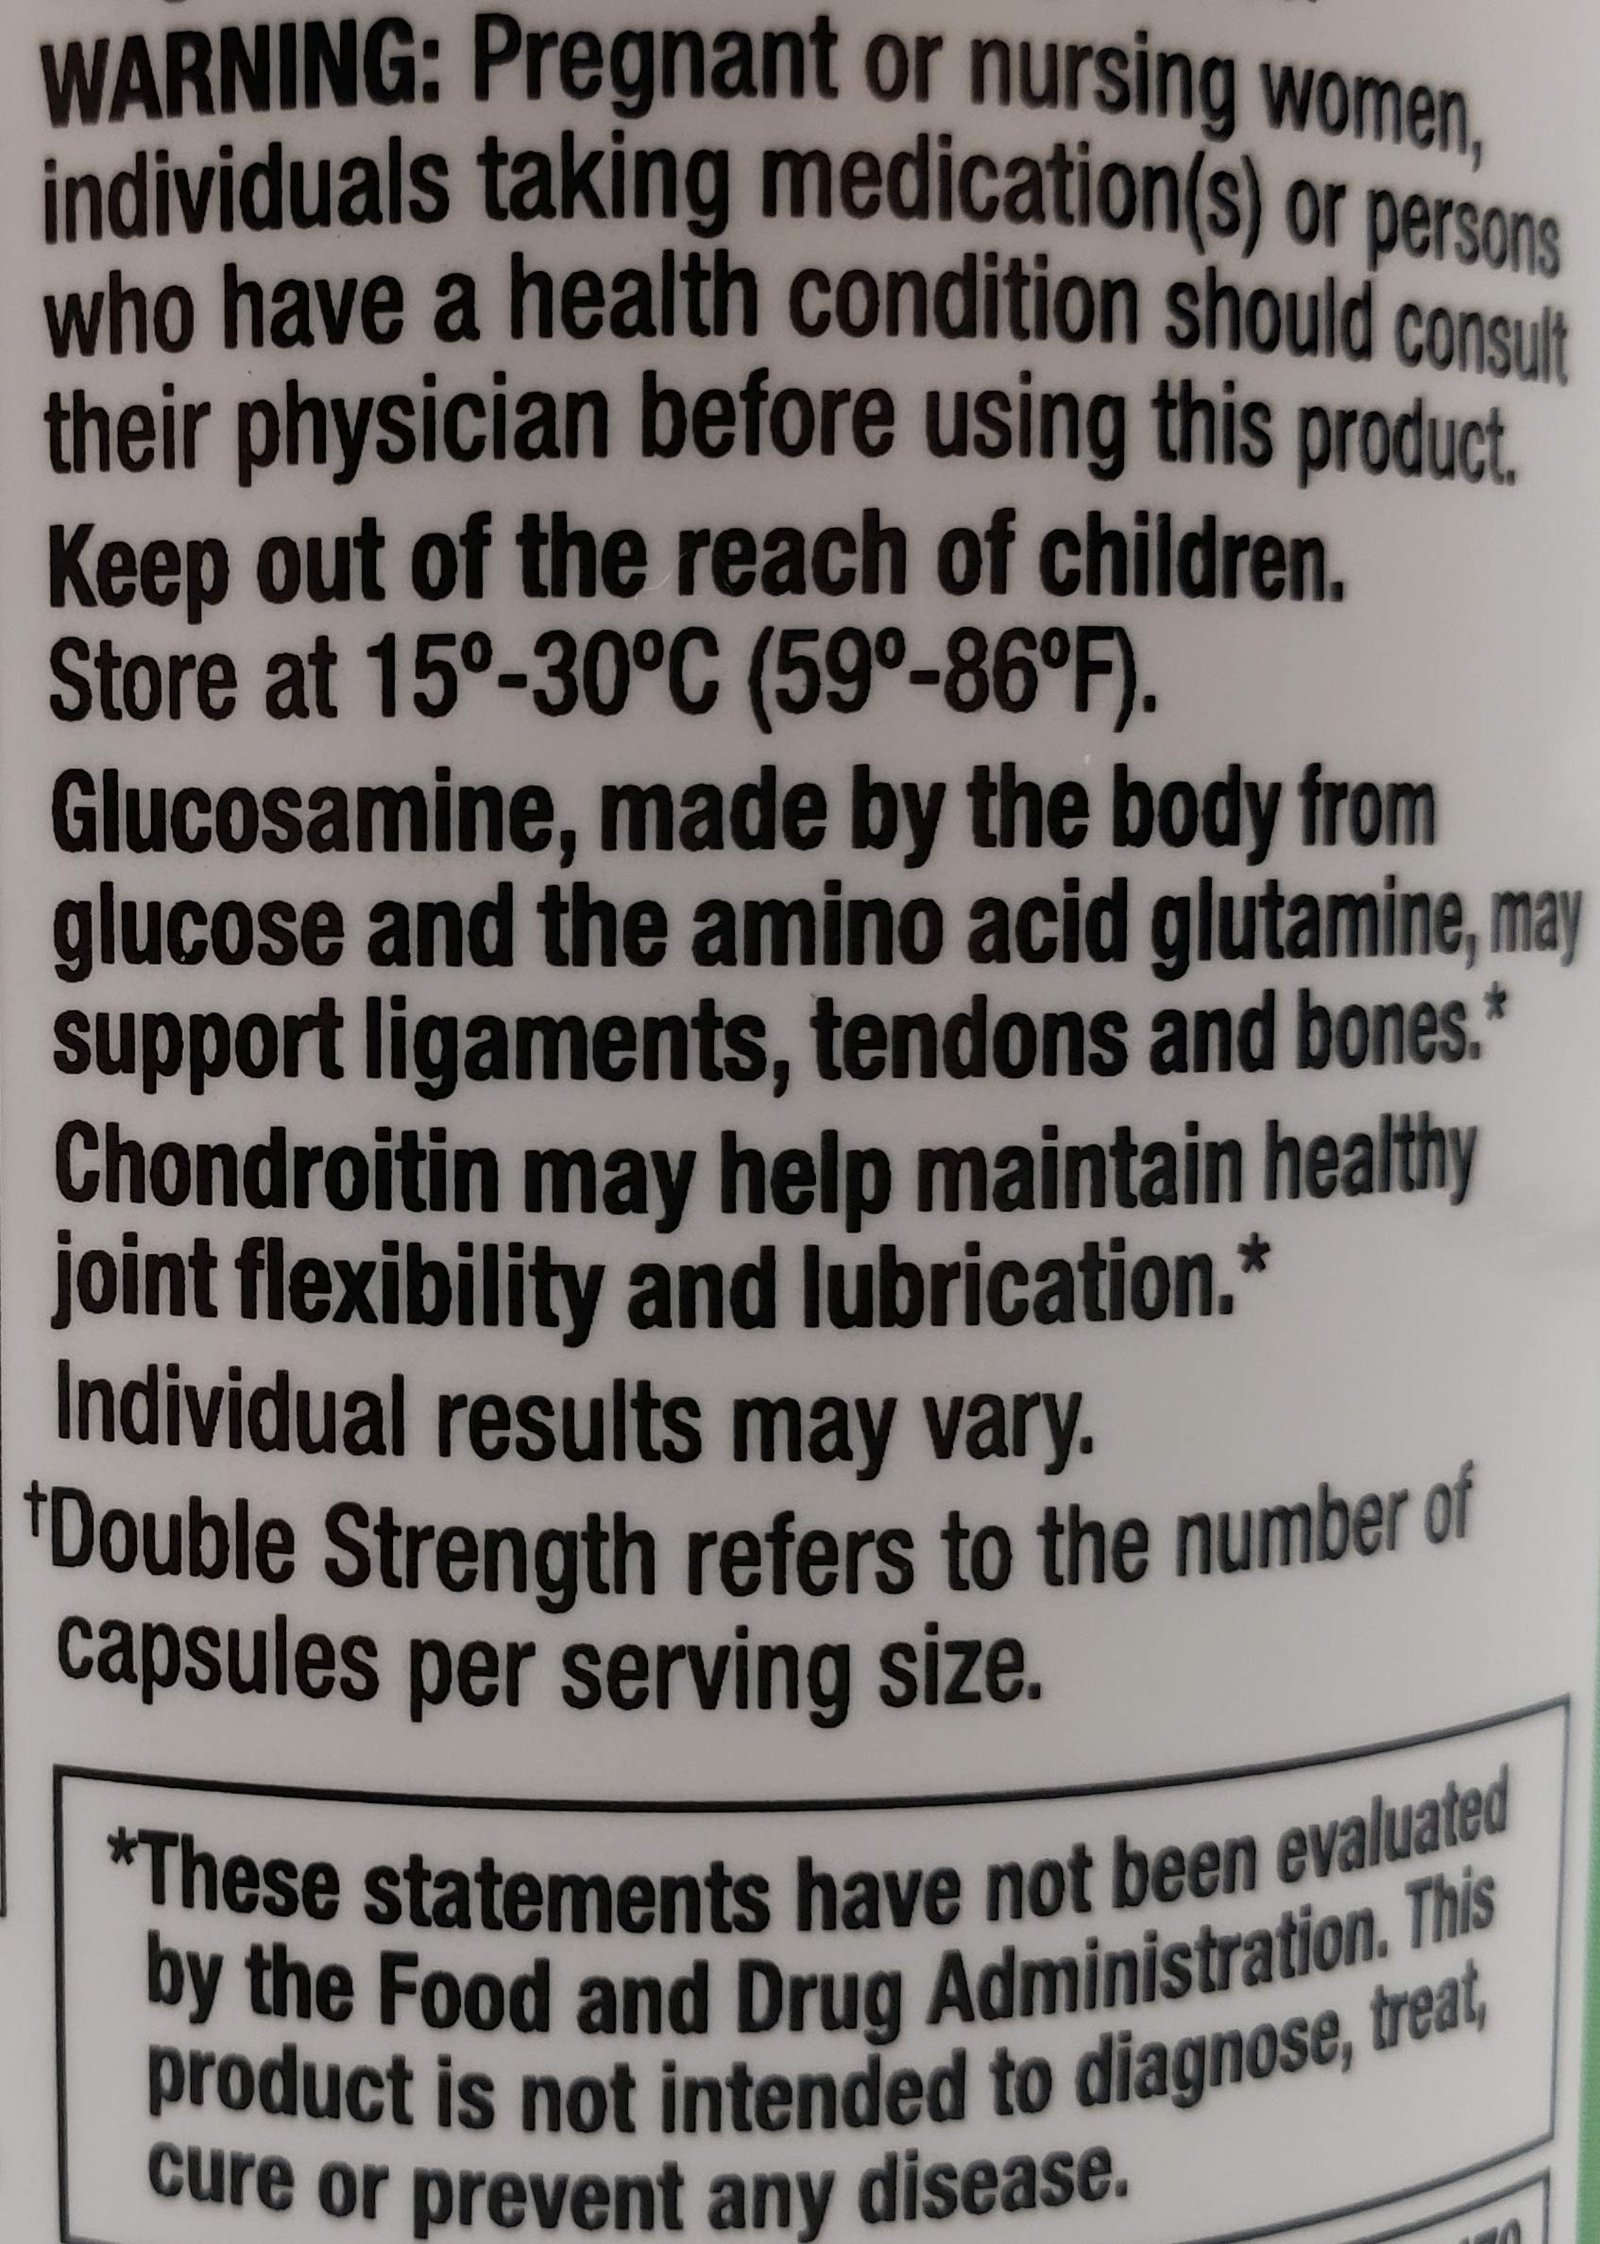 WARNING: Pregnant or nursing women,
individuals taking medication(s) or persons
who have a health condition should consult
their physician before using this product.
Keep out of the reach of children.
Store at 15º-30ºC (59º-86ºF).
Glucosamine, made by the body from
glucose and the amino acid glutamine, may
support ligaments, tendons and bones.*
Chondroitin may help maintain healthy
joint flexibility and lubrication.*
Individual results may vary.
†Double Strength refers to the number of
capsules per serving size.
*These statements have not been evaluated
by the Food and Drug Administration. This
product is not intended to diagnose, treat,
cure or prevent any disease.